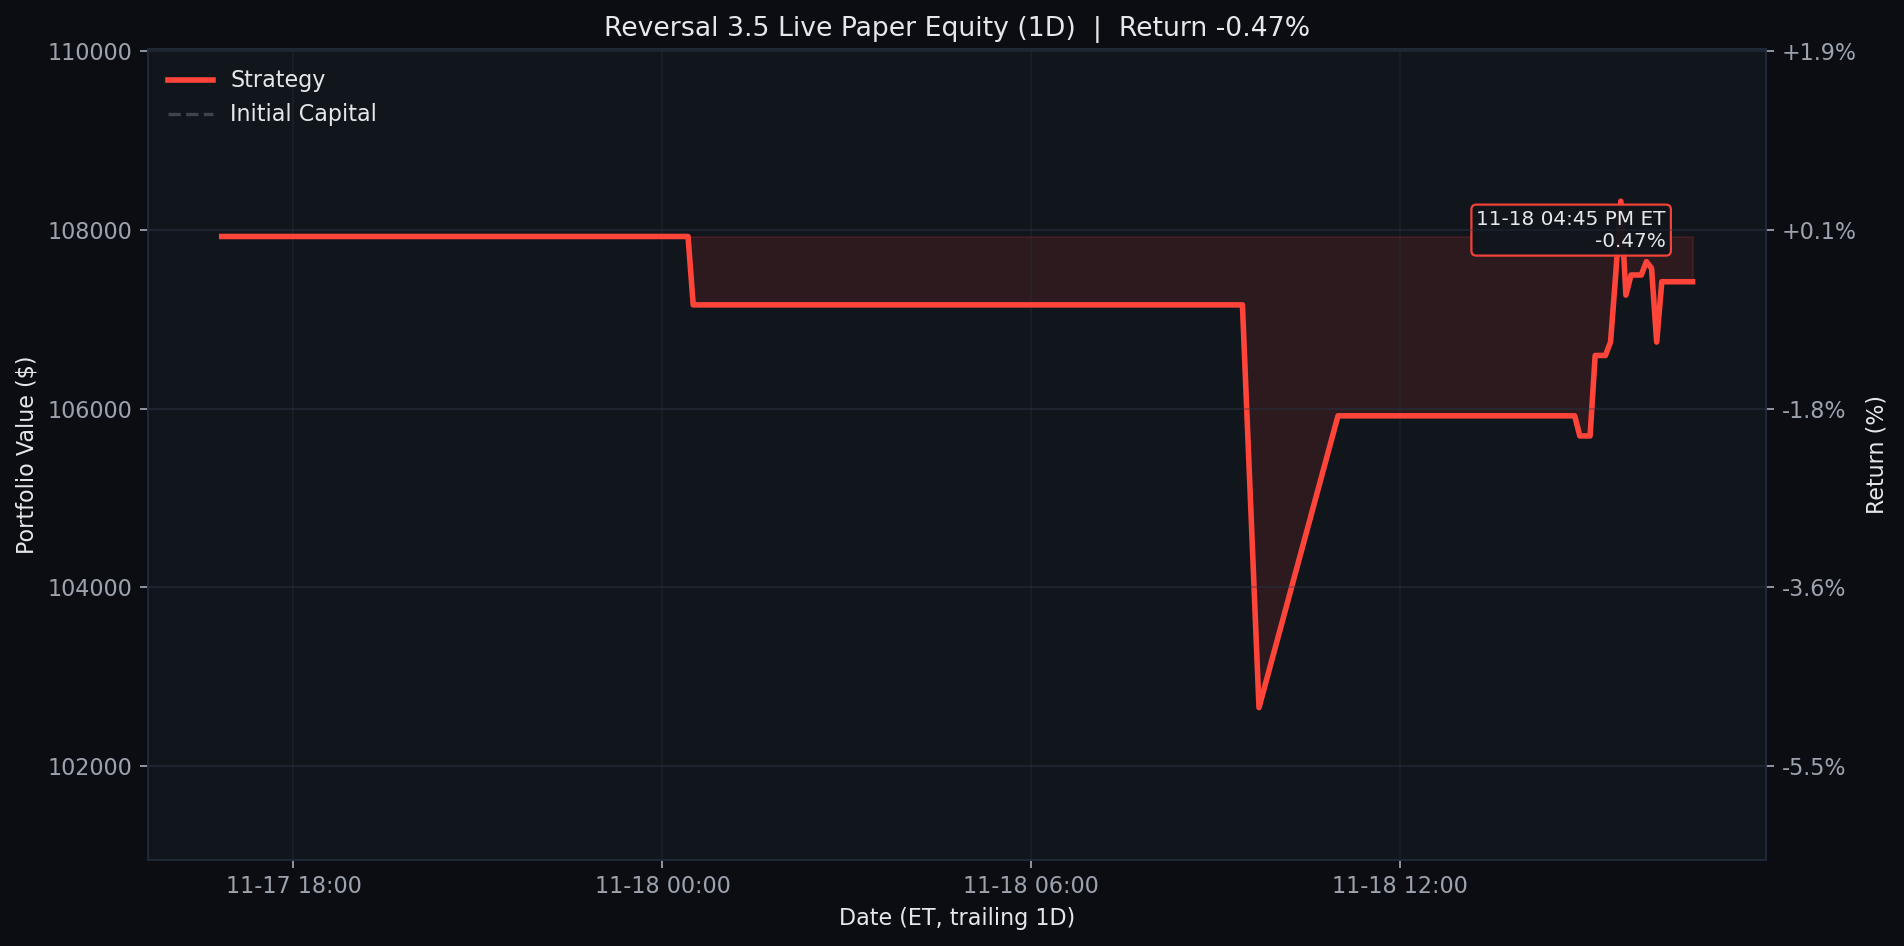 Reversal 3.5 Live Paper Equity (1D)  |  Return -0.47%
Strategy
Initial Capital
110000
108000
106000
104000
102000
Portfolio Value ($)
+1.9%
+0.1%
-1.8%
-3.6%
-5.5%
Return (%)
11-18 04:45 PM ET
-0.47%
11-17 18:00
11-18 00:00
11-18 06:00
11-18 12:00
Date (ET, trailing 1D)